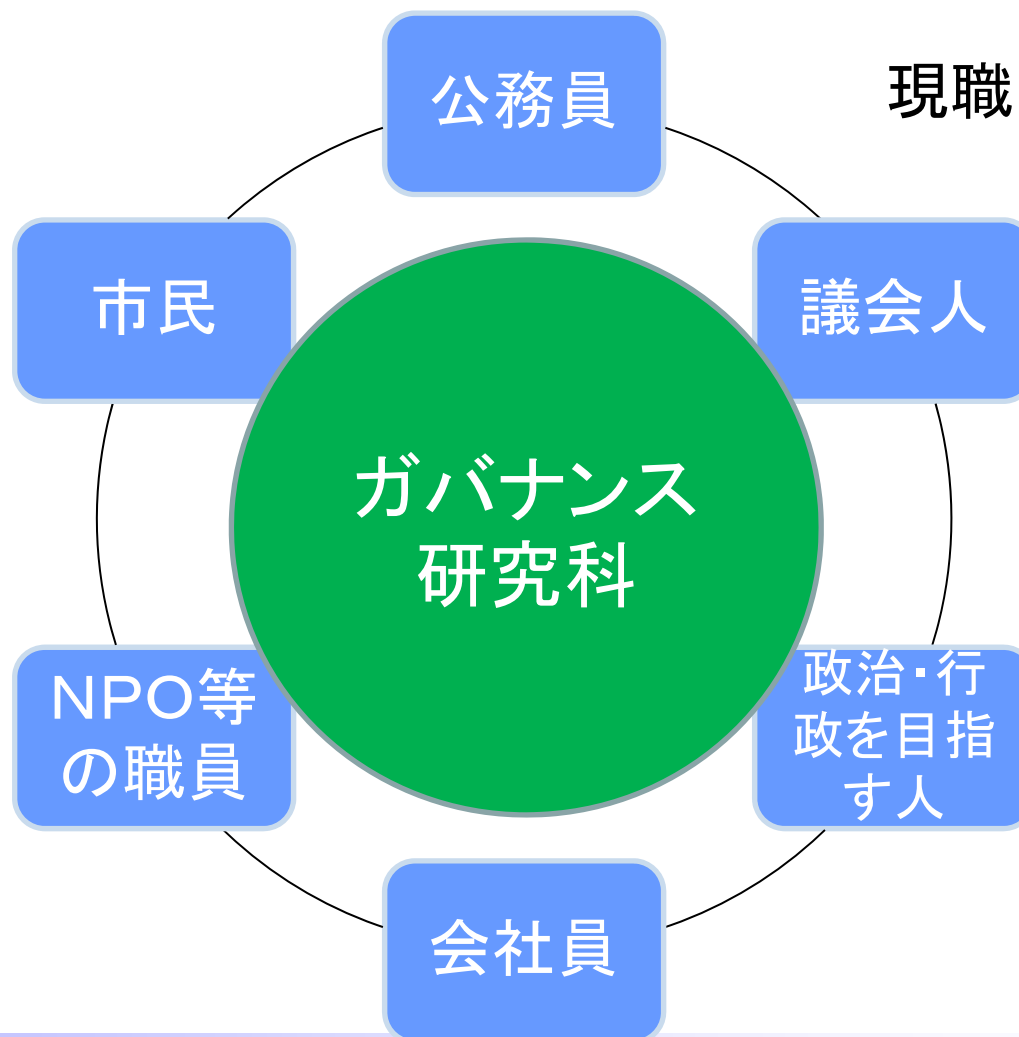 公務員
現職
市民
議会人
ガバナンス
研究科
NPO等
の職員
政治・行
政を目指
す人
会社員